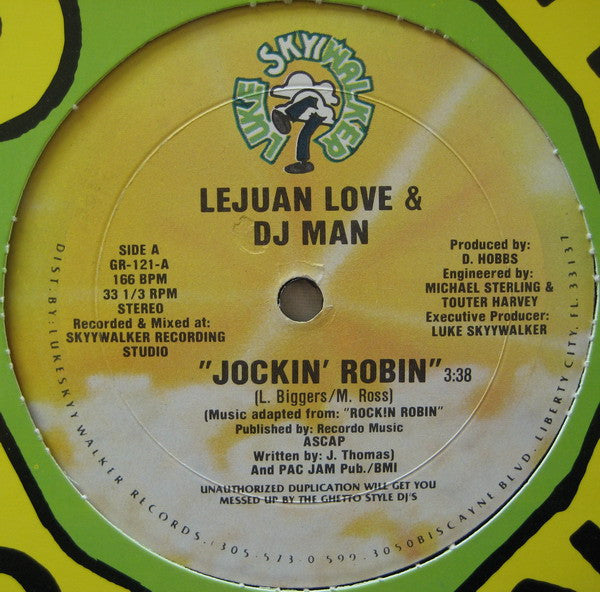 LUKE SKYYWALKER
LEJUAN LOVE &
DJ MAN
SIDE A
GR-121-A
166 BPM
33 1/3 RPM
STEREO
Recorded & Mixed at:
SKYYWALKER RECORDING
STUDIO
Produced by:
D. HOBBS
Engineered by:
MICHAEL STERLING &
TOUTER HARVEY
Executive Producer:
LUKE SKYYWALKER
"JOCKIN' ROBIN" 3:38
(L. Biggers/M. Ross)
(Music adapted from: "ROCK!N ROBIN"
Published by: Recordo Music
ASCAP
Written by: J. Thomas)
And PAC JAM Pub./BMI
UNAUTHORIZED DUPLICATION WILL GET YOU
MESSED UP BY THE GHETTO STYLE DJ'S
DIST. BY: LUKE SKYYWALKER RECORDS. (305-573-0599. 3050 BISCAYNE BLVD. LIBERTY CITY, FL. 33137